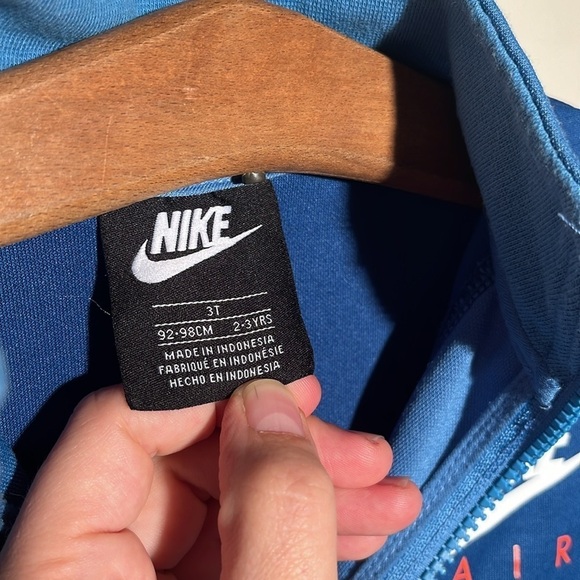 NIKE
3T
92-98CM 2-3YRS
MADE IN INDONESIA
FABRIQUÉ EN INDONÉSIE
HECHO EN INDONESIA
AIR